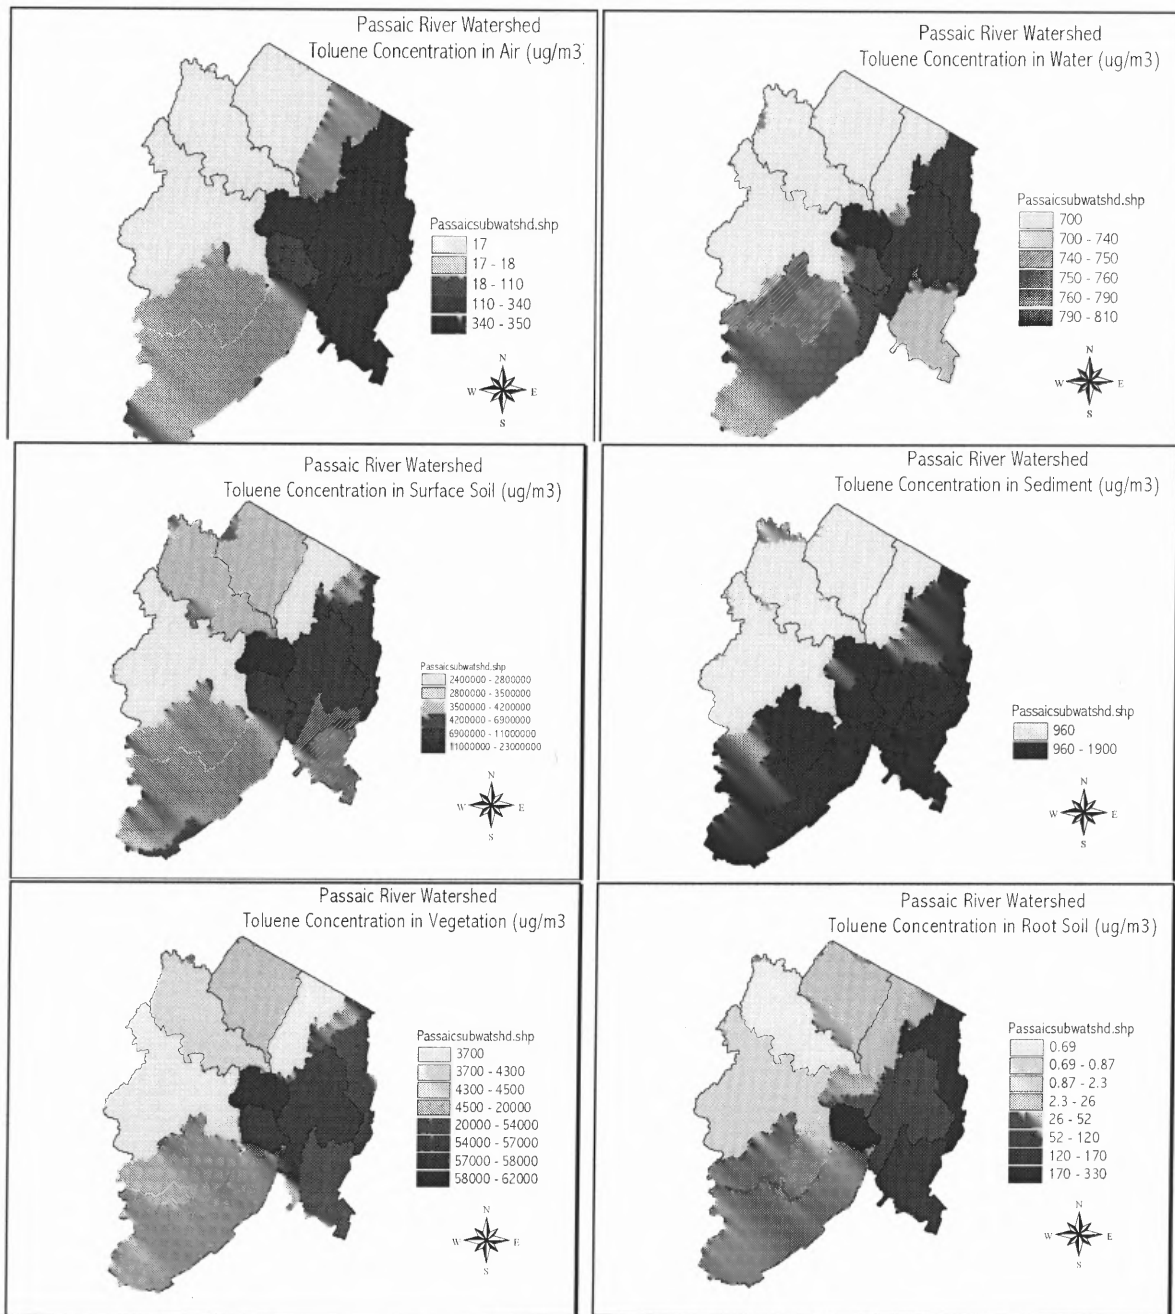 Passaic River Watershed
Toluene Concentration in Air (ug/m3
Passaicsubwatshd.shp
17
17 - 18
18 - 110
110 - 340
340 - 350
N
W E
S
Passaic River Watershed
Toluene Concentration in Water (ug/m3)
Passaicsubwatshd.shp
700
700 - 740
740 - 750
750 - 760
760 - 790
790 - 810
N
W E
S
Passaic River Watershed
Toluene Concentration in Surface Soil (ug/m3)
Passaicsubwatshd.shp
2400000 - 2800000
2800000 - 3500000
3500000 - 4200000
4200000 - 6900000
6900000 - 11000000
11000000 - 23000000
N
W E
S
Passaic River Watershed
Toluene Concentration in Sediment (ug/m3)
Passaicsubwatshd.shp
960
960 - 1900
N
W E
S
Passaic River Watershed
Toluene Concentration in Vegetation (ug/m3
Passaicsubwatshd.shp
3700
3700 - 4300
4300 - 4500
4500 - 20000
20000 - 54000
54000 - 57000
57000 - 58000
58000 - 62000
N
W E
S
Passaic River Watershed
Toluene Concentration in Root Soil (ug/m3)
Passaicsubwatshd.shp
0.69
0.69 - 0.87
0.87 - 2.3
2.3 - 26
26 - 52
52 - 120
120 - 170
170 - 330
N
W E
S